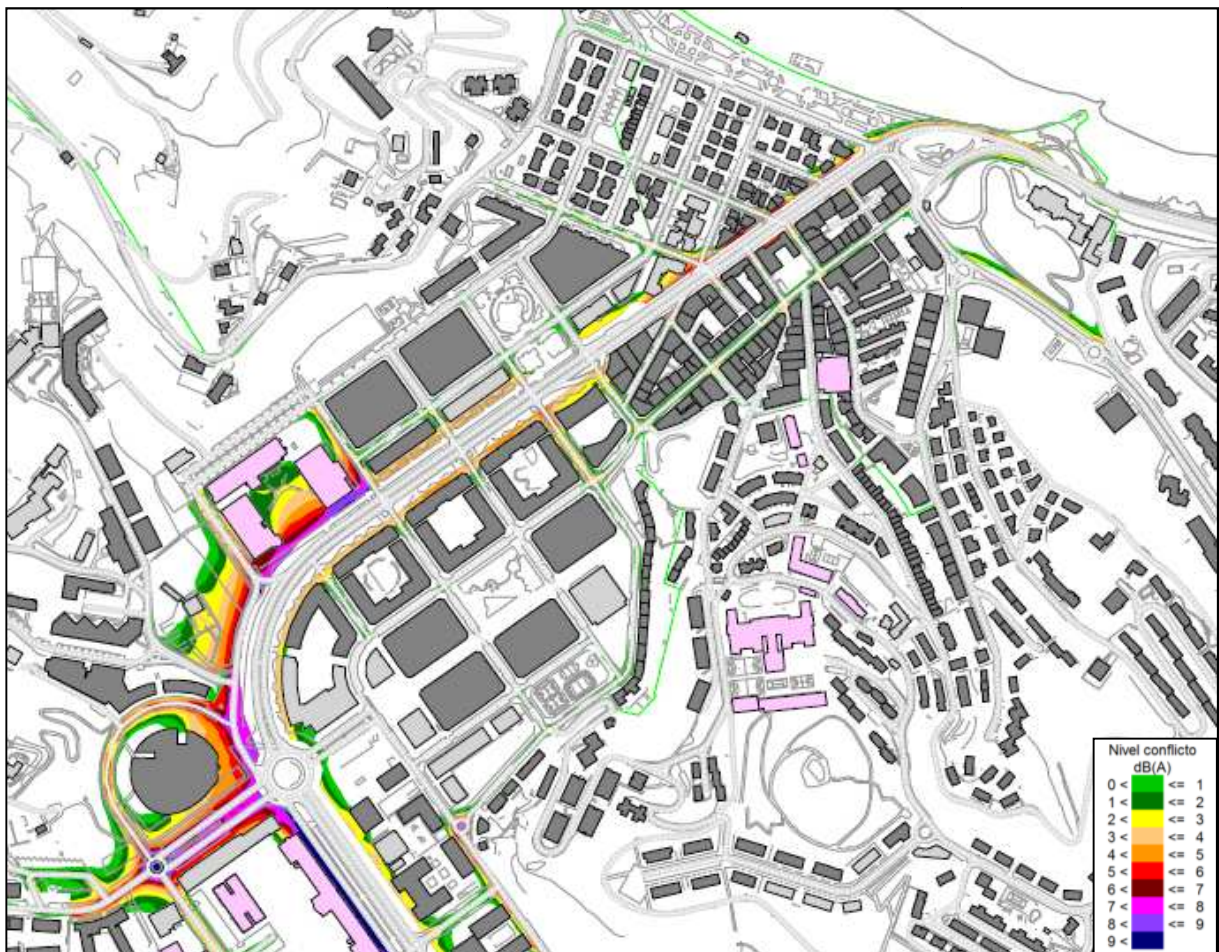 Nivel conflicto
dB(A)
0 < <= 1
1 < <= 2
2 < <= 3
3 < <= 4
4 < <= 5
5 < <= 6
6 < <= 7
7 < <= 8
8 < <= 9
9 <